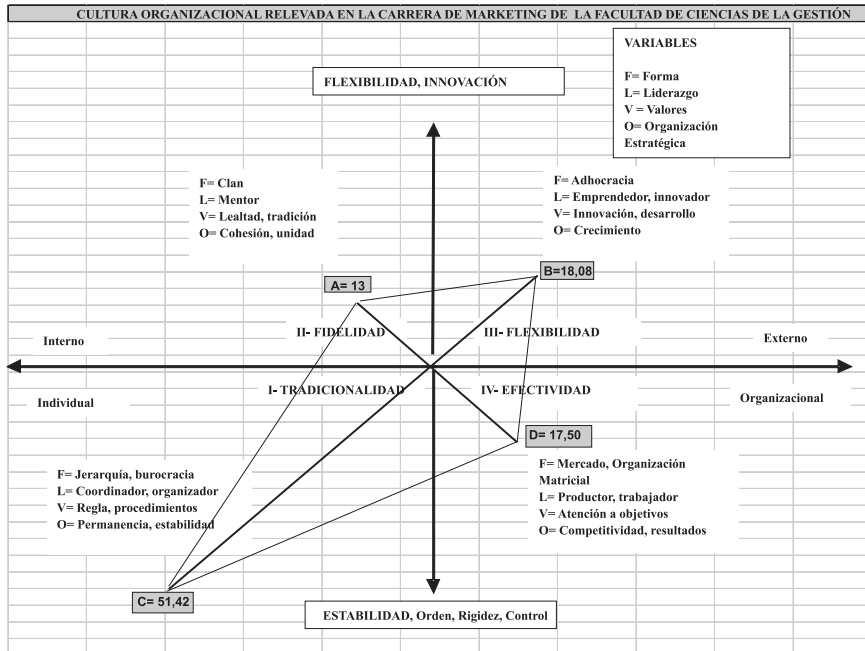 CULTURA ORGANIZACIONAL RELEVADA EN LA CARRERA DE MARKETING DE LA FACULTAD DE CIENCIAS DE LA GESTIÓN
VARIABLES
F= Forma
L= Liderazgo
V = Valores
O= Organización
Estratégica
FLEXIBILIDAD, INNOVACIÓN
F= Clan
L= Mentor
V= Lealtad, tradición
O= Cohesión, unidad
F= Adhocracia
L= Emprendedor, innovador
V= Innovación, desarrollo
O= Crecimiento
A= 13
B=18,08
II- FIDELIDAD
III- FLEXIBILIDAD
Interno
Externo
I- TRADICIONALIDAD
IV- EFECTIVIDAD
Individual
Organizacional
D= 17,50
F= Jerarquía, burocracia
L= Coordinador, organizador
V= Regla, procedimientos
O= Permanencia, estabilidad
F= Mercado, Organización
Matricial
L= Productor, trabajador
V= Atención a objetivos
O= Competitividad, resultados
C= 51,42
ESTABILIDAD, Orden, Rigidez, Control